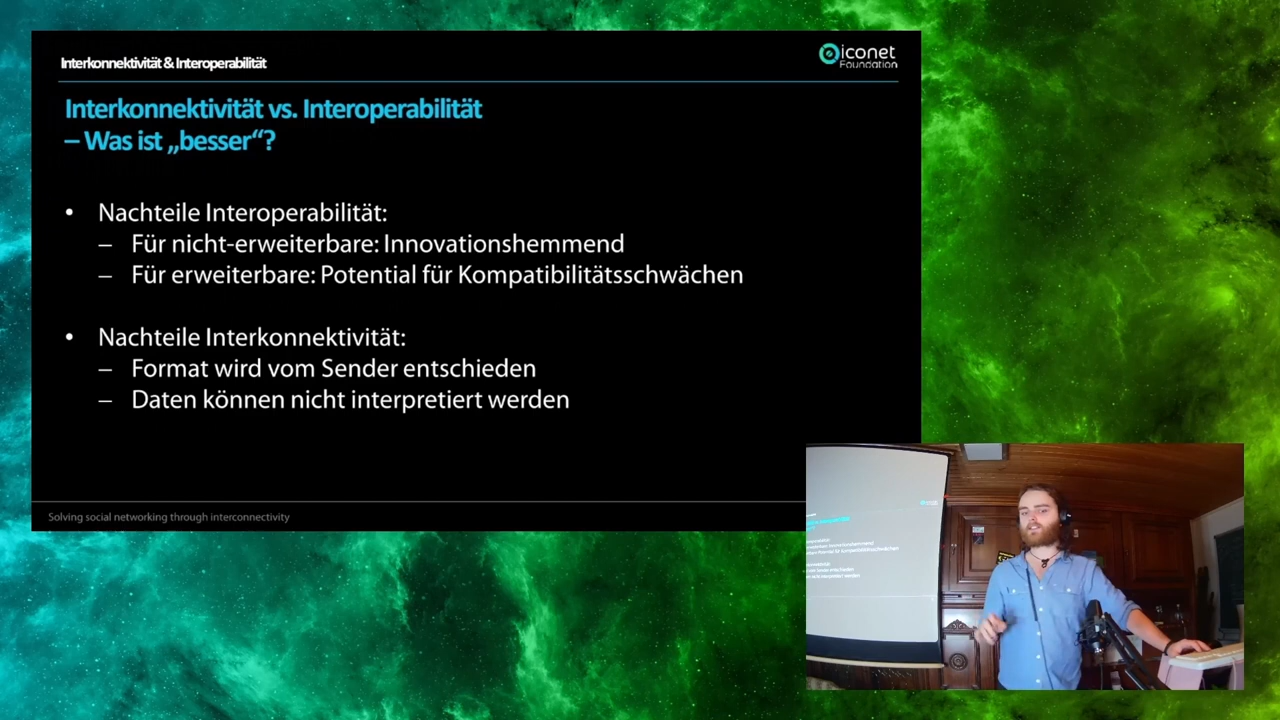 Interkonnektivität & Interoperabilität
iconet
Foundation
Interkonnektivität vs. Interoperabilität
– Was ist „besser“?
• Nachteile Interoperabilität:
– Für nicht-erweiterbare: Innovationshemmend
– Für erweiterbare: Potential für Kompatibilitätsschwächen
• Nachteile Interkonnektivität:
– Format wird vom Sender entschieden
– Daten können nicht interpretiert werden
Solving social networking through interconnectivity